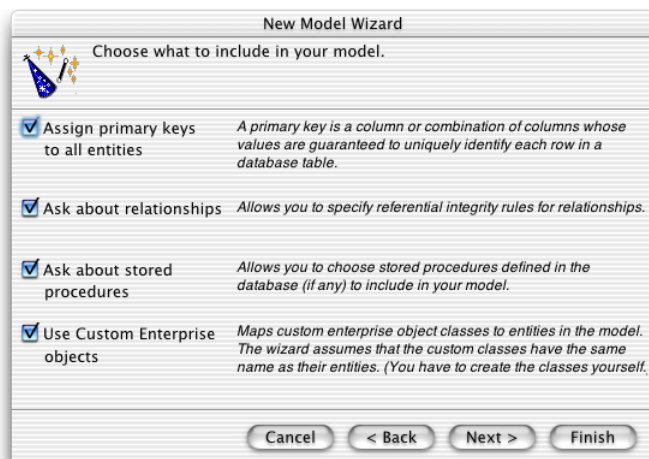 New Model Wizard
Choose what to include in your model.
Assign primary keys
to all entities
A primary key is a column or combination of columns whose
values are guaranteed to uniquely identify each row in a
database table.
Ask about relationships
Allows you to specify referential integrity rules for relationships.
Ask about stored
procedures
Allows you to choose stored procedures defined in the
database (if any) to include in your model.
Use Custom Enterprise
objects
Maps custom enterprise object classes to entities in the model.
The wizard assumes that the custom classes have the same
name as their entities. (You have to create the classes yourself.
Cancel
< Back
Next >
Finish